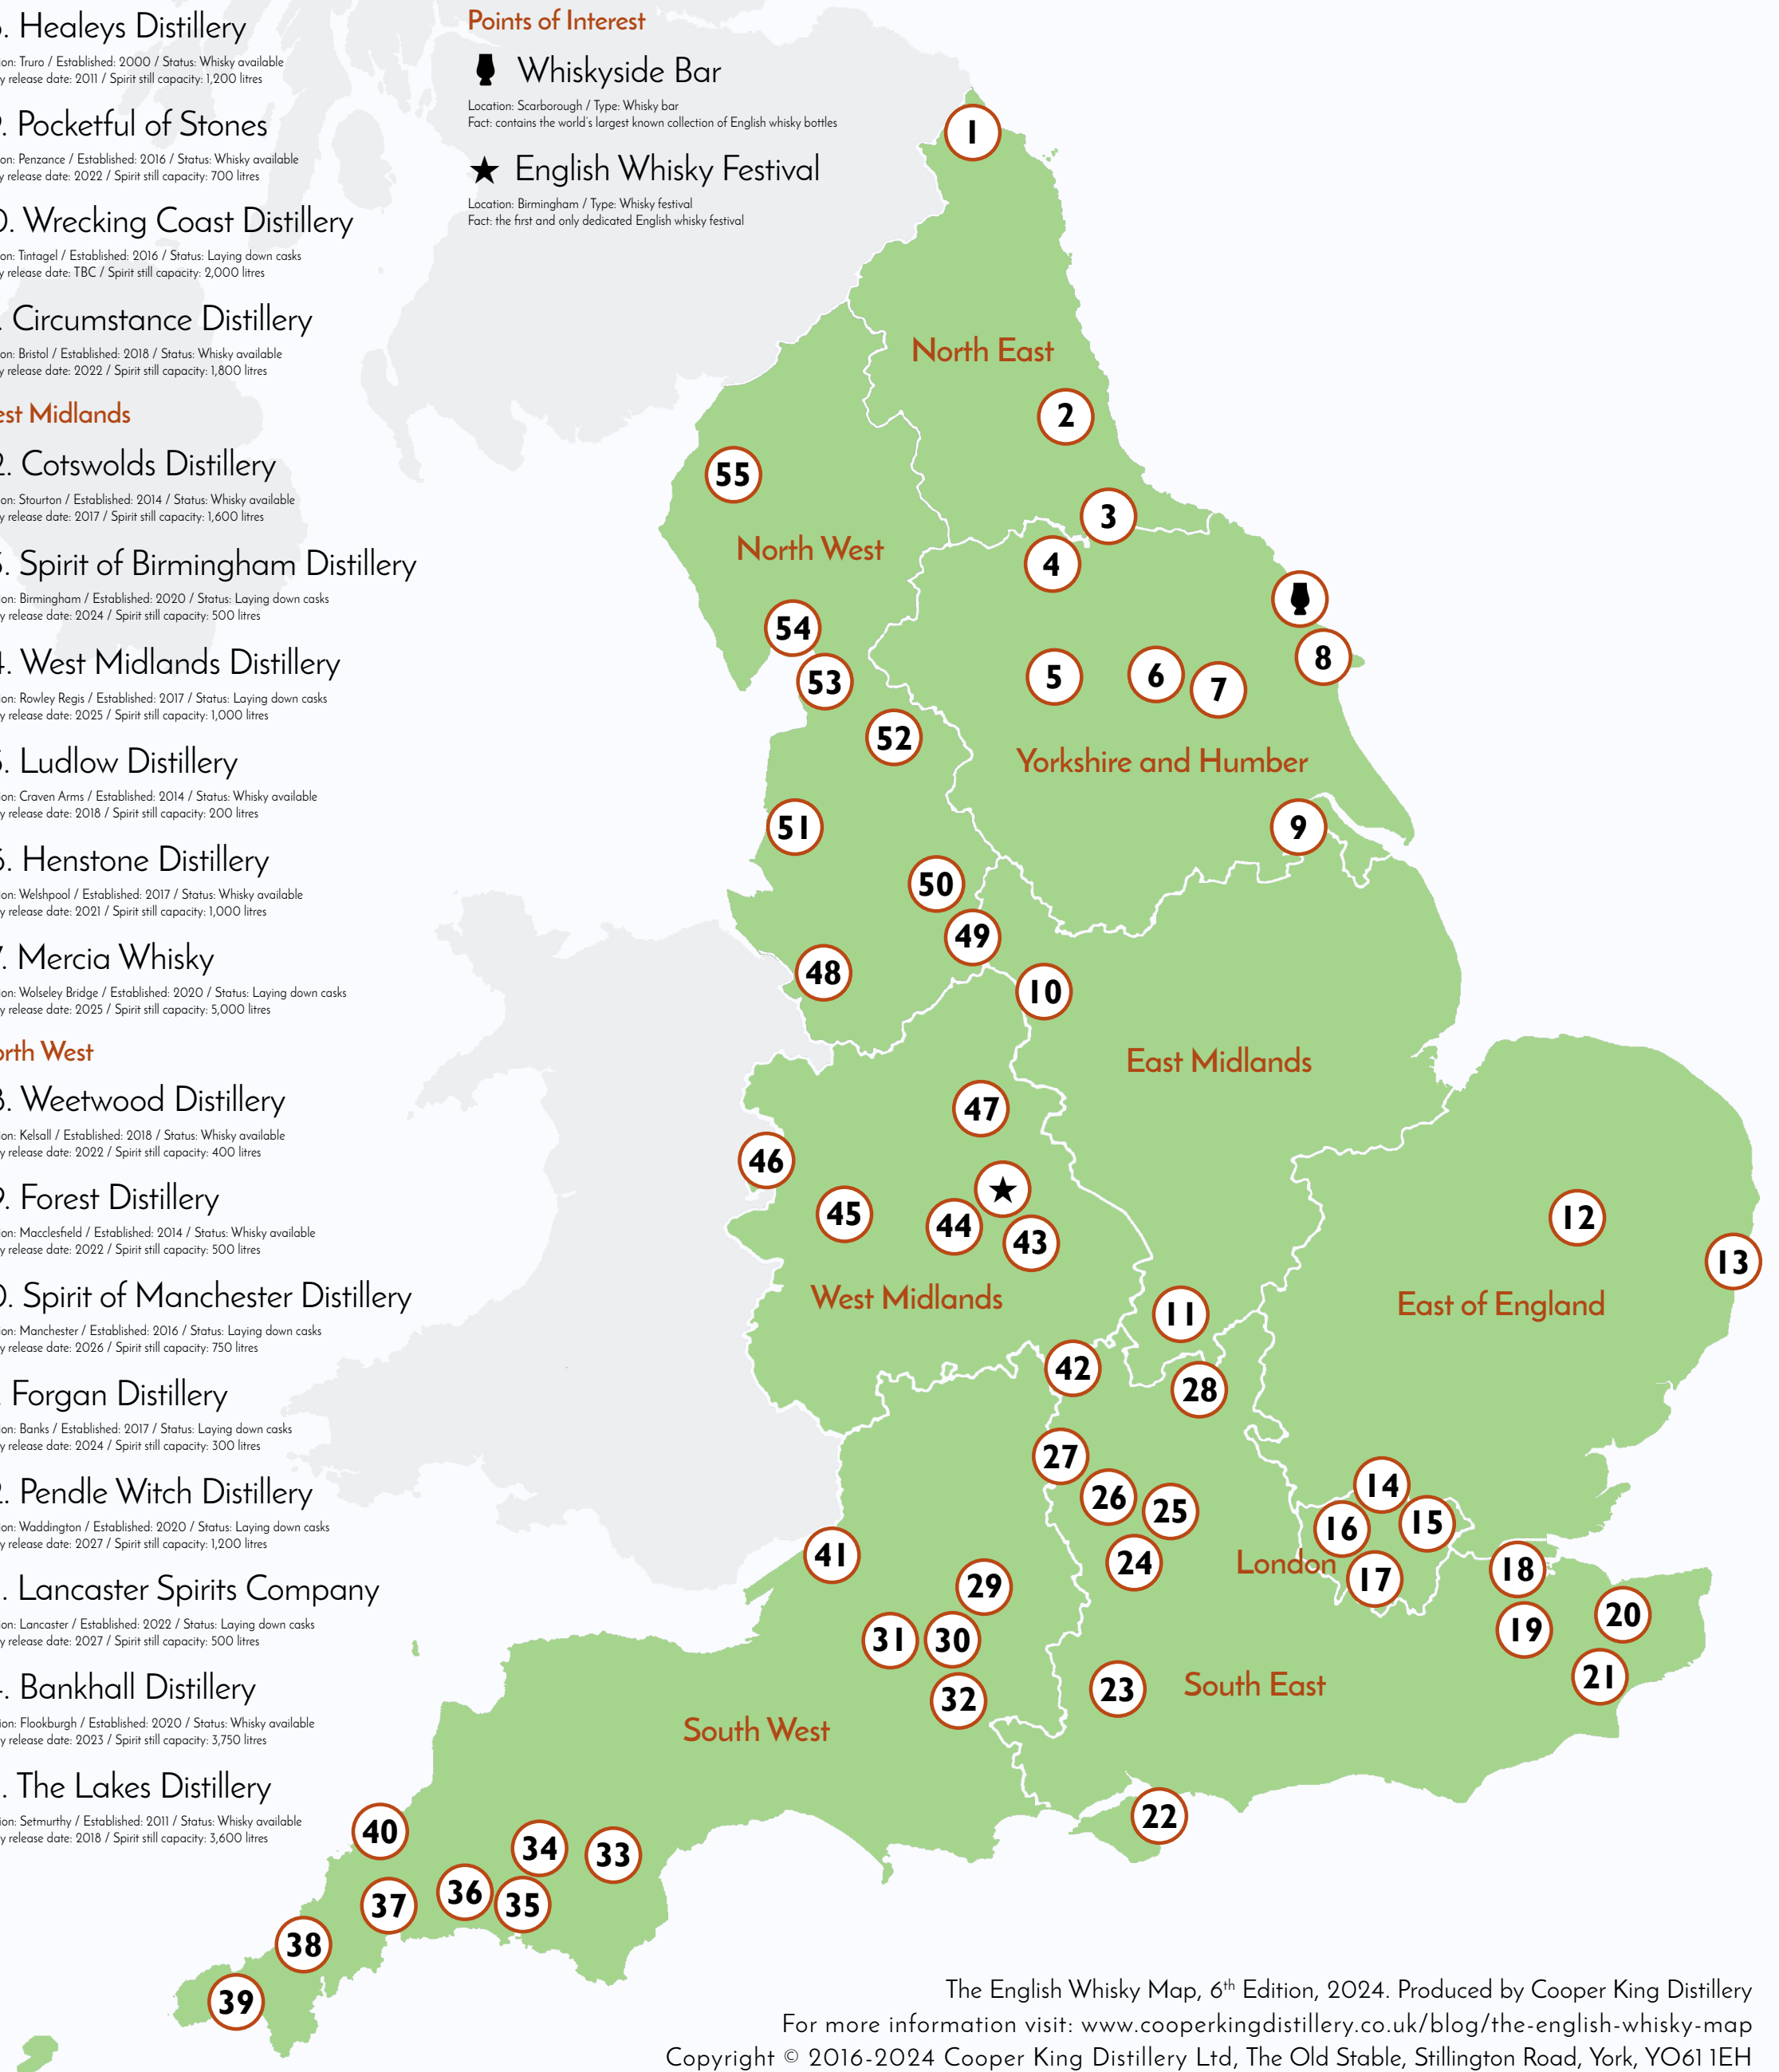 . Healeys Distillery
on: Truro / Established: 2000 / Status: Whisky available
y release date: 2011 / Spirit still capacity: 1,200 litres
. Pocketful of Stones
on: Penzance / Established: 2016 / Status: Whisky available
y release date: 2022 / Spirit still capacity: 700 litres
0. Wrecking Coast Distillery
on: Tintagel / Established: 2016 / Status: Laying down casks
y release date: TBC / Spirit still capacity: 2,000 litres
. Circumstance Distillery
on: Bristol / Established: 2018 / Status: Whisky available
y release date: 2022 / Spirit still capacity: 1,800 litres
est Midlands
2. Cotswolds Distillery
on: Stourton / Established: 2014 / Status: Whisky available
y release date: 2017 / Spirit still capacity: 1,600 litres
3. Spirit of Birmingham Distillery
ion: Birmingham / Established: 2020 / Status: Laying down casks
y release date: 2024 / Spirit still capacity: 500 litres
4. West Midlands Distillery
ion: Rowley Regis / Established: 2017 / Status: Laying down casks
y release date: 2025 / Spirit still capacity: 1,000 litres
5. Ludlow Distillery
ion: Craven Arms / Established: 2014 / Status: Whisky available
y release date: 2018 / Spirit still capacity: 200 litres
6. Henstone Distillery
ion: Welshpool / Established: 2017 / Status: Whisky available
y release date: 2021 / Spirit still capacity: 1,000 litres
7. Mercia Whisky
ion: Wolseley Bridge / Established: 2020 / Status: Laying down casks
y release date: 2025 / Spirit still capacity: 5,000 litres
orth West
8. Weetwood Distillery
ion: Kelsall / Established: 2018 / Status: Whisky available
y release date: 2022 / Spirit still capacity: 400 litres
9. Forest Distillery
ion: Macclesfield / Established: 2014 / Status: Whisky available
y release date: 2022 / Spirit still capacity: 500 litres
0. Spirit of Manchester Distillery
ion: Manchester / Established: 2016 / Status: Laying down casks
y release date: 2026 / Spirit still capacity: 750 litres
. Forgan Distillery
ion: Banks / Established: 2017 / Status: Laying down casks
y release date: 2024 / Spirit still capacity: 300 litres
2. Pendle Witch Distillery
ion: Waddington / Established: 2020 / Status: Laying down casks
y release date: 2027 / Spirit still capacity: 1,200 litres
. Lancaster Spirits Company
ion: Lancaster / Established: 2022 / Status: Laying down casks
y release date: 2027 / Spirit still capacity: 500 litres
. Bankhall Distillery
ion: Flookburgh / Established: 2020 / Status: Whisky available
y release date: 2023 / Spirit still capacity: 3,750 litres
. The Lakes Distillery
ion: Setmurthy / Established: 2011 / Status: Whisky available
y release date: 2018 / Spirit still capacity: 3,600 litres
Points of Interest
Whiskyside Bar
Location: Scarborough / Type: Whisky bar
Fact: contains the world's largest known collection of English whisky bottles
English Whisky Festival
Location: Birmingham / Type: Whisky festival
Fact: the first and only dedicated English whisky festival
1
North East
2
55
3
North West
4
54
8
53
5
6
7
52
Yorkshire and Humber
51
9
50
49
48
10
East Midlands
47
46
45
44
43
12
13
West Midlands
11
East of England
42
28
27
14
26
25
16
15
41
24
London
17
18
29
20
31
30
19
21
32
23
South East
South West
22
40
34
33
36
35
37
38
39
The English Whisky Map, 6th Edition, 2024. Produced by Cooper King Distillery
For more information visit: www.cooperkingdistillery.co.uk/blog/the-english-whisky-map
Copyright © 2016-2024 Cooper King Distillery Ltd, The Old Stable, Stillington Road, York, YO61 1EH